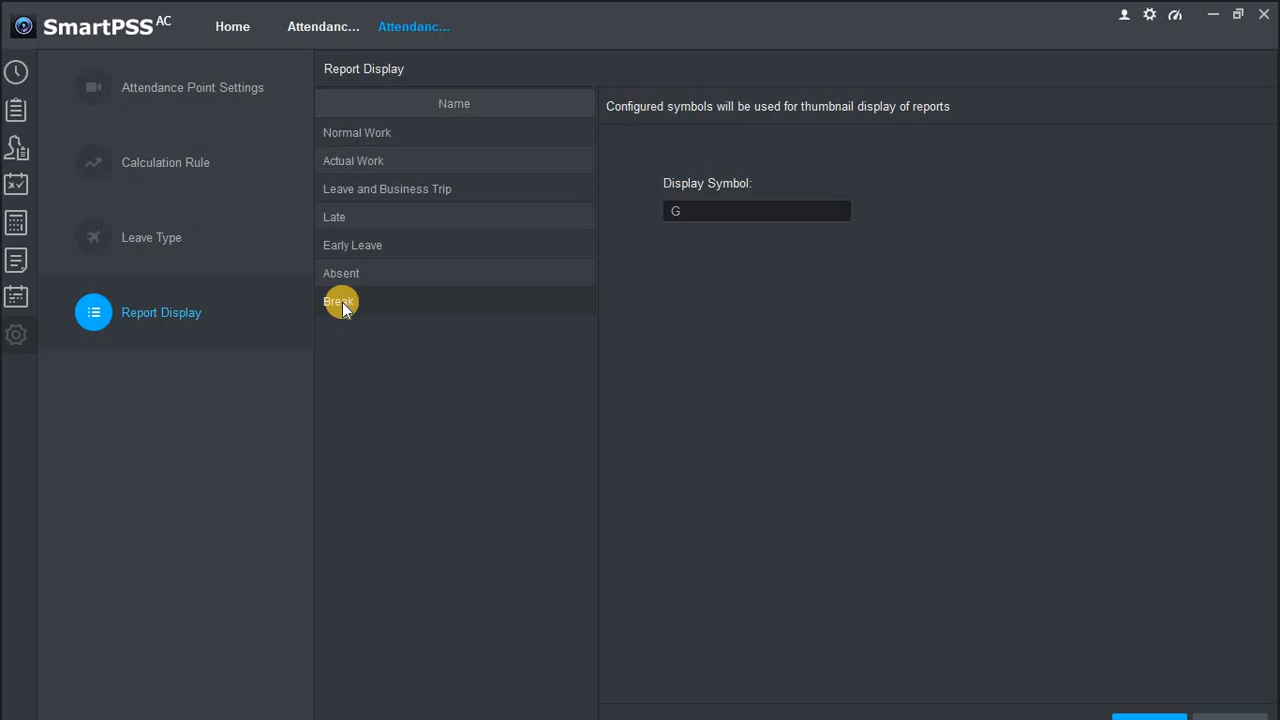 SmartPSS AC
Home
Attendanc...
Attendanc...
Attendance Point Settings
Calculation Rule
Leave Type
Report Display
Report Display
Name
Normal Work
Actual Work
Leave and Business Trip
Late
Early Leave
Absent
Break
Configured symbols will be used for thumbnail display of reports
Display Symbol:
G